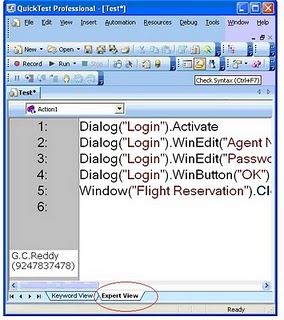 QuickTest Professional - [Test*]
File Edit View Insert Automation Resources Debug Tools Window Help
New Open
Record Run
Check Syntax (Ctrl+F7)
Test*
Action1
1: Dialog("Login").Activate
2: Dialog("Login").WinEdit("Agent N
3: Dialog("Login").WinEdit("Passwo
4: Dialog("Login").WinButton("OK")
5: Window("Flight Reservation").Cl
6:
G.C.Reddy
(9247837478)
Keyword View Expert View
Ready